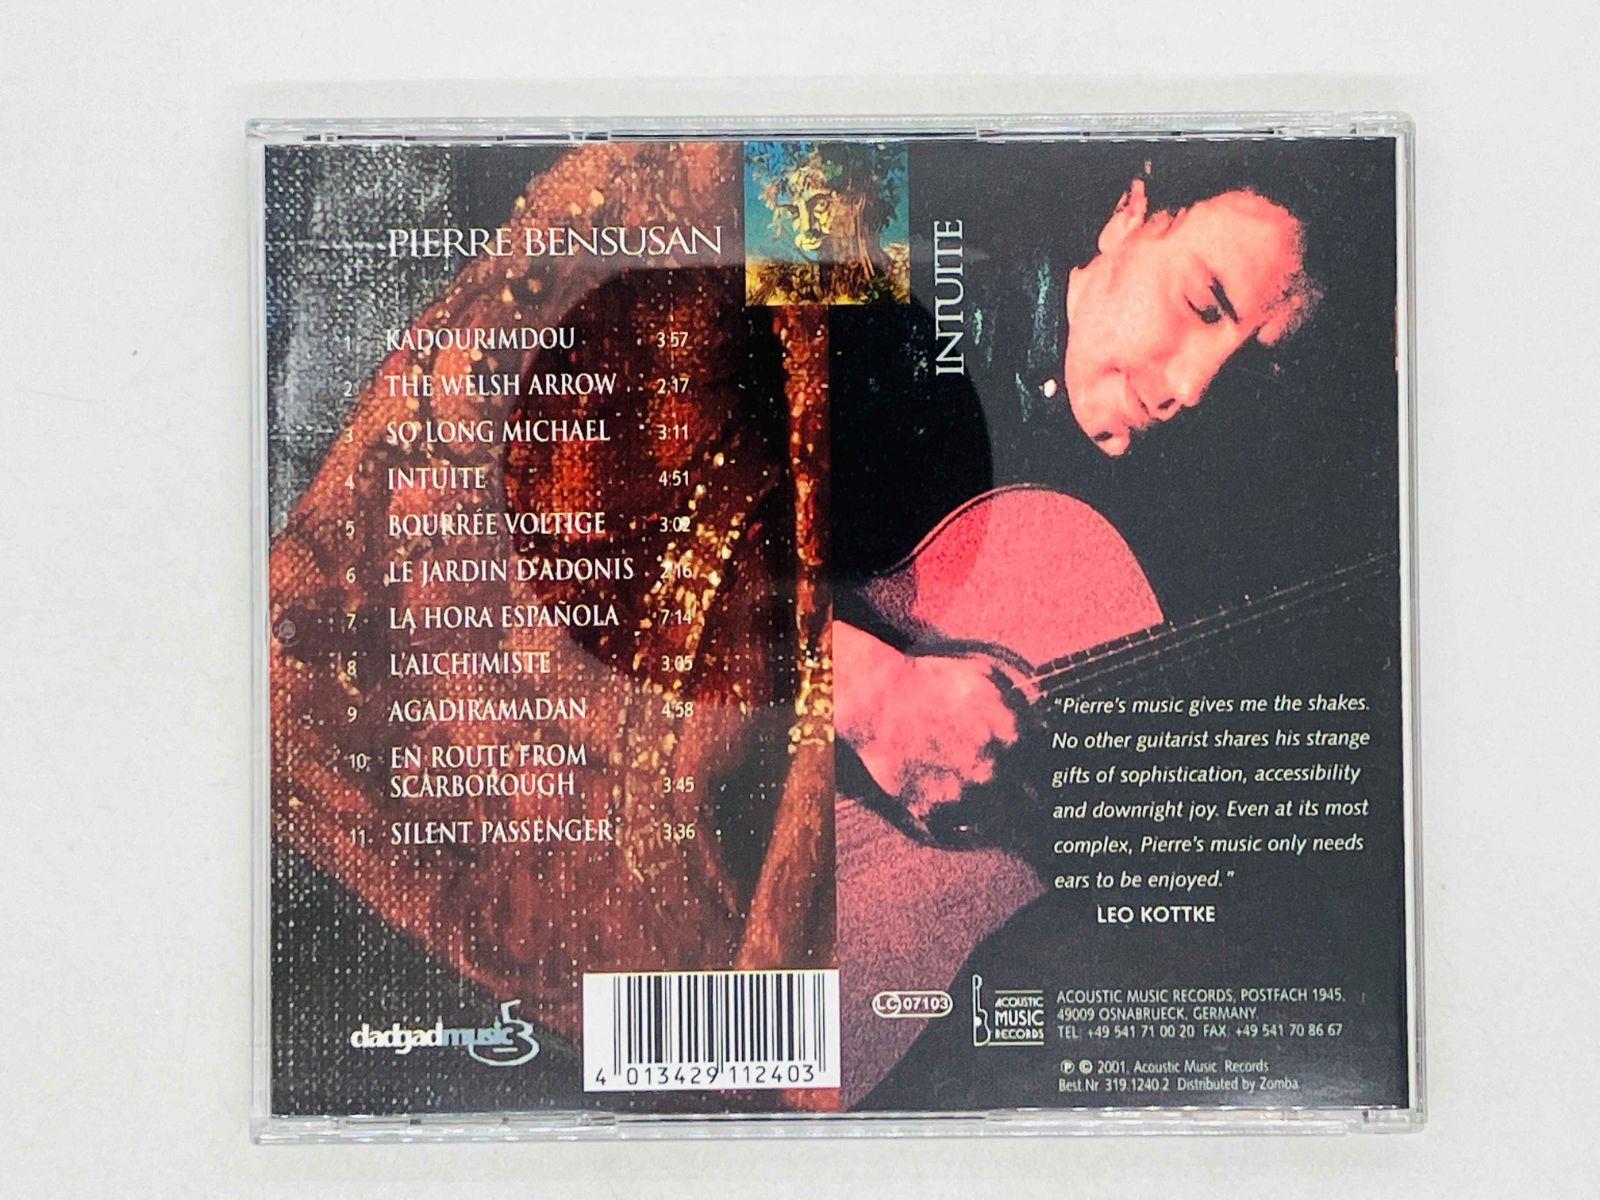 PIERRE BENSUSAN
1 KADOURIMDOU 3:57
2 THE WELSH ARROW 2:17
3 SO LONG MICHAEL 3:11
4 INTUITE 4:51
5 BOURRÉE VOLTIGE 3:02
6 LE JARDIN D'ADONIS 2:16
7 LA HORA ESPAÑOLA 7:14
8 L'ALCHIMISTE 3:05
9 AGADIRAMADAN 4:58
10 EN ROUTE FROM
SCARBOROUGH 3:45
11 SILENT PASSENGER 3:36
dadgadmusic
4 013429 112403
INTUITE
"Pierre's music gives me the shakes.
No other guitarist shares his strange
gifts of sophistication, accessibility
and downright joy. Even at its most
complex, Pierre's music only needs
ears to be enjoyed."
LEO KOTTKE
LC 07103
ACOUSTIC
MUSIC
RECORDS
ACOUSTIC MUSIC RECORDS, POSTFACH 1945,
49009 OSNABRUECK, GERMANY
TEL: +49 541 71 00 20 FAX: +49 541 70 86 67
℗ © 2001, Acoustic Music Records
Best.Nr. 319.1240.2 Distributed by Zomba